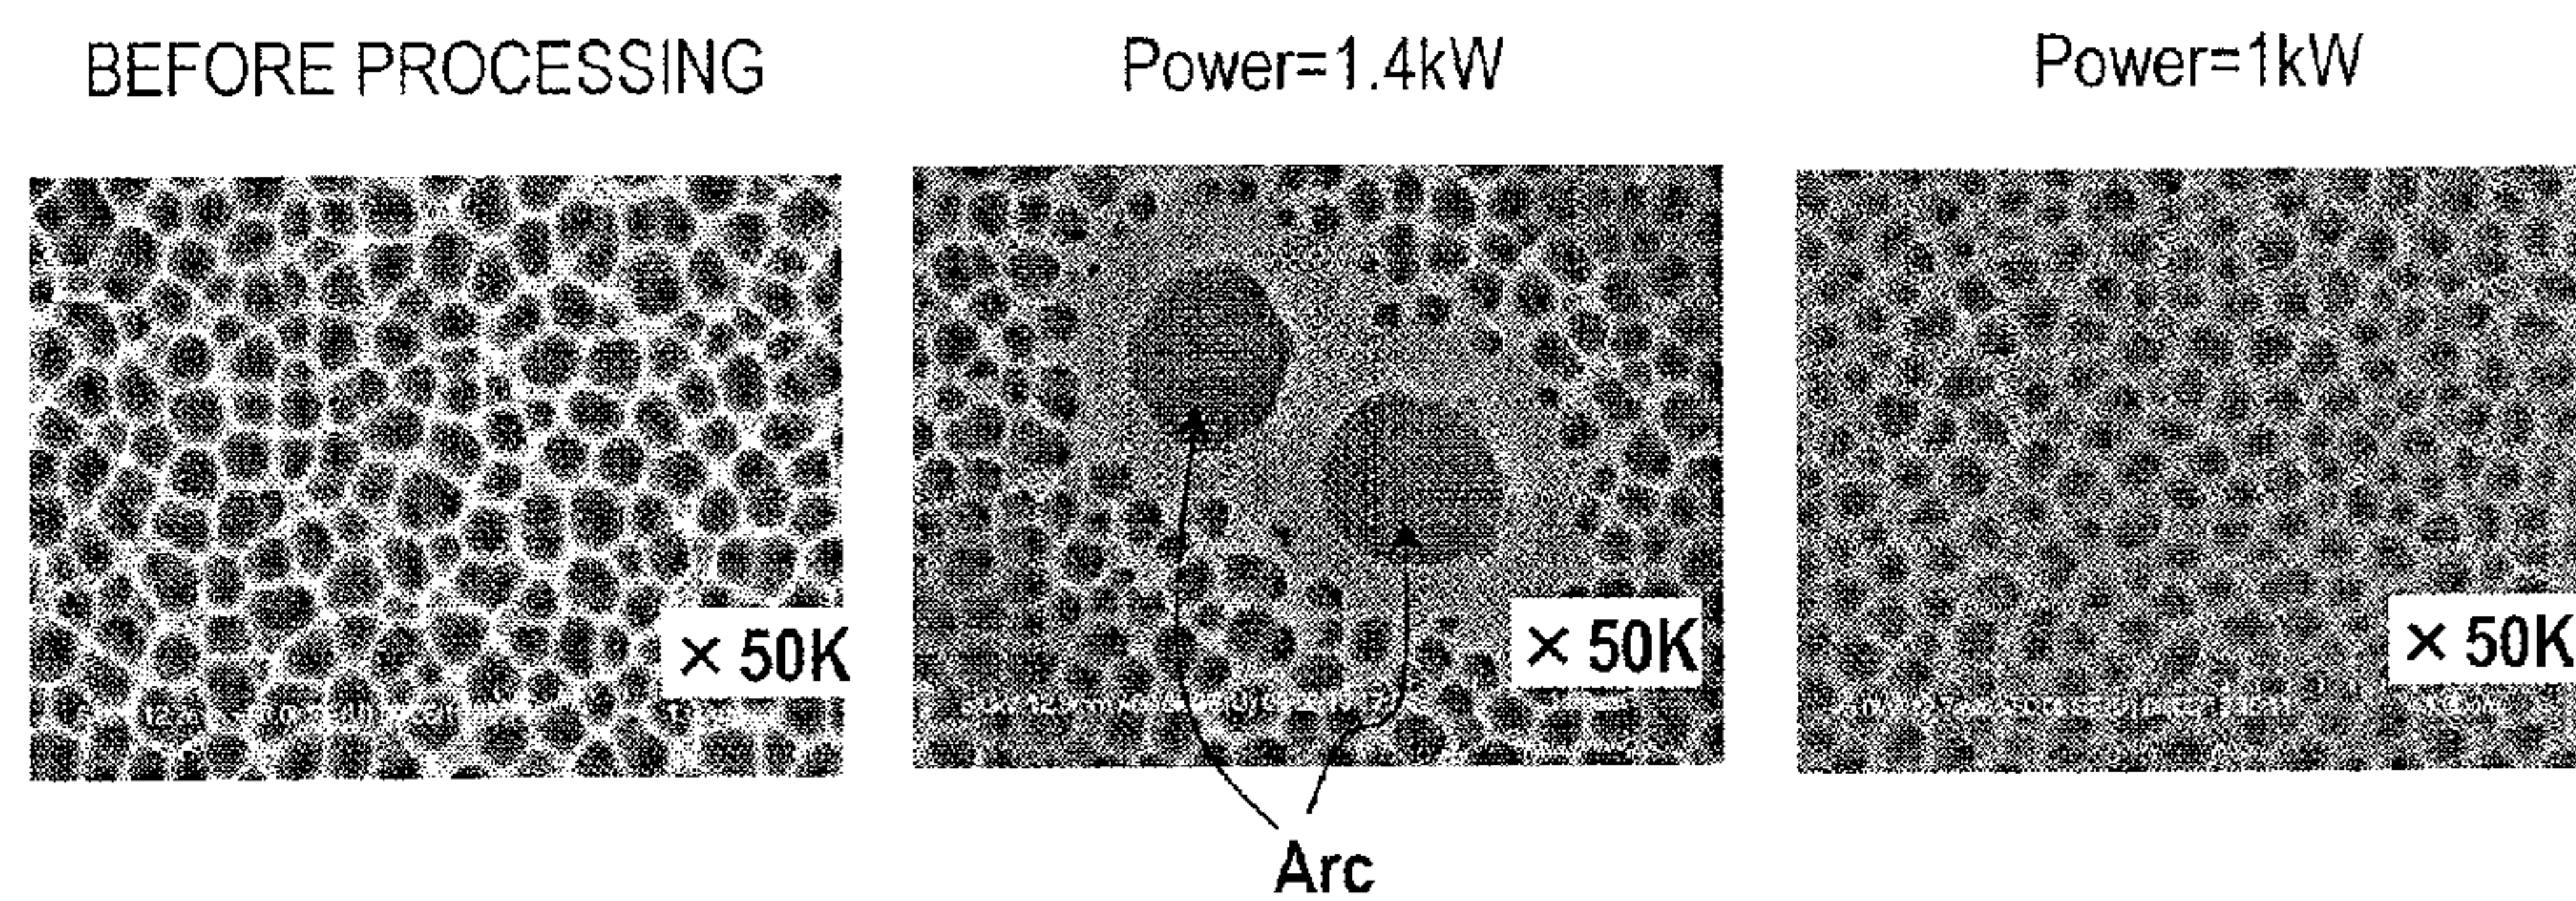 BEFORE PROCESSING
Power=1.4kW
Power=1kW
× 50K
× 50K
× 50K
Arc